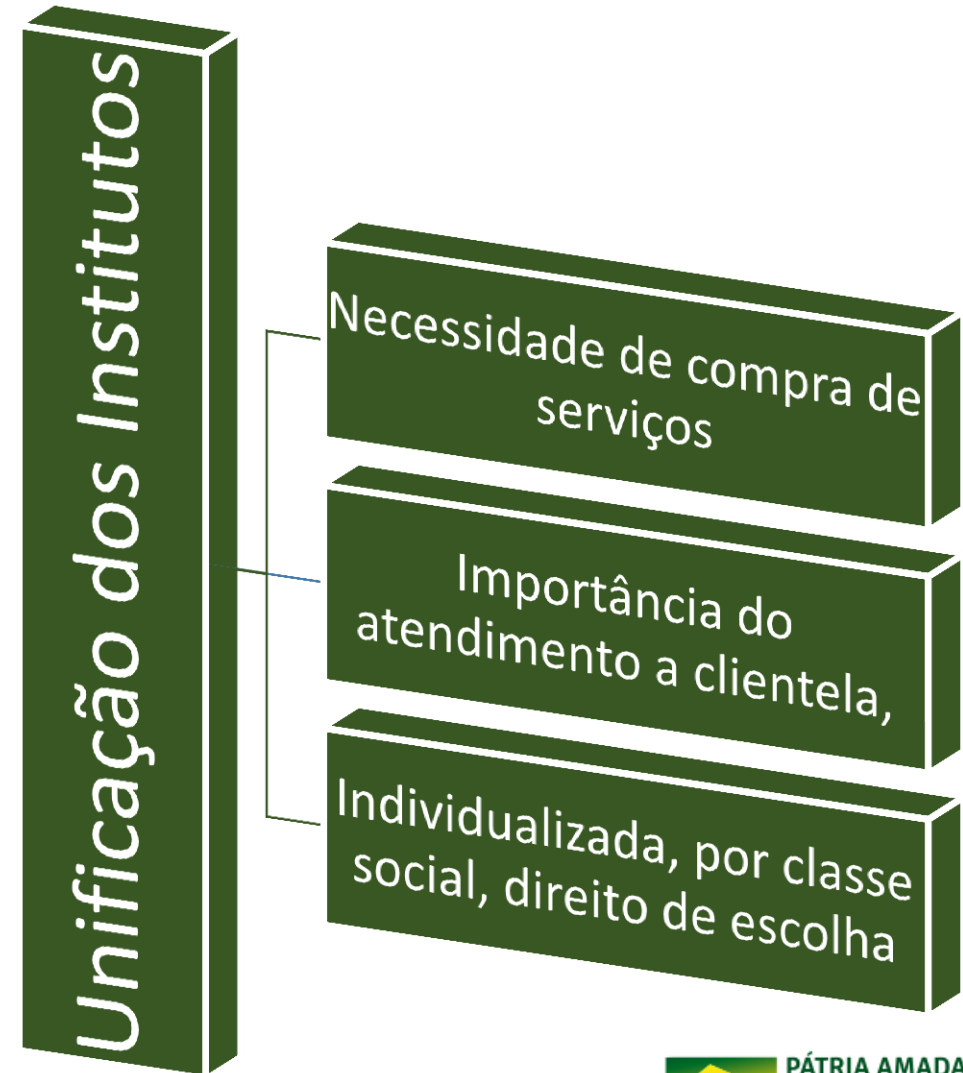 Unificação dos Institutos
Necessidade de compra de
serviços
Importância do
atendimento a clientela,
Individualizada, por classe
social, direito de escolha
PÁTRIA AMADA